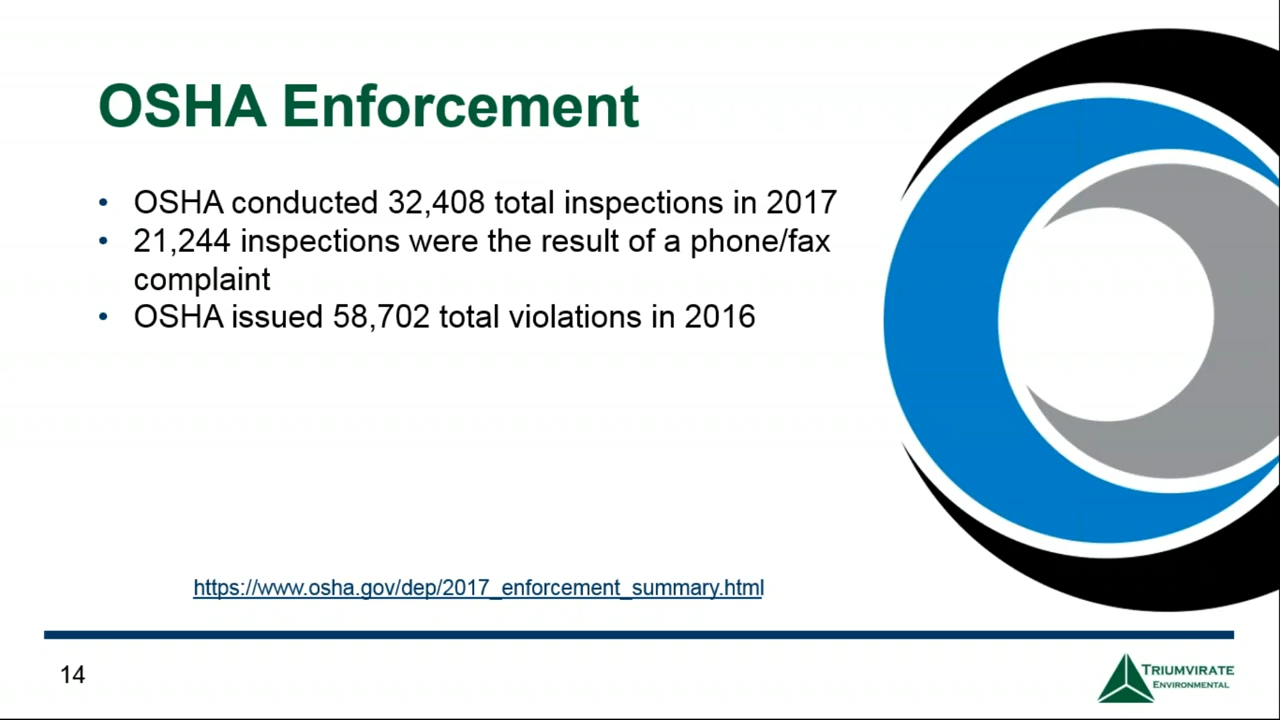 OSHA Enforcement
• OSHA conducted 32,408 total inspections in 2017
• 21,244 inspections were the result of a phone/fax
complaint
• OSHA issued 58,702 total violations in 2016
https://www.osha.gov/dep/2017_enforcement_summary.html
14
TRIUMVIRATE
ENVIRONMENTAL